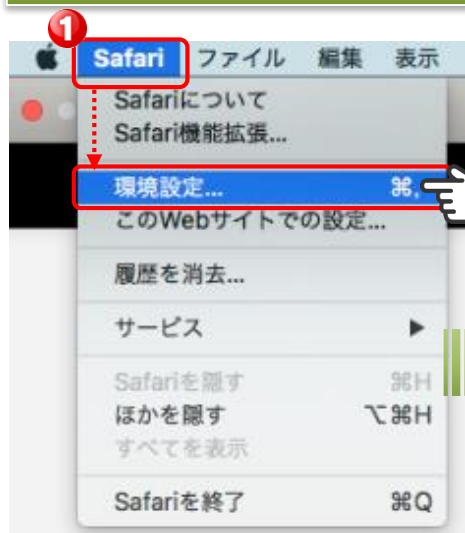 1
Safari ファイル 編集 表示
Safariについて
Safari機能拡張...
環境設定... ⌘,
このWebサイトでの設定...
履歴を消去...
サービス ▶
Safariを隠す ⌘H
ほかを隠す ⌥⌘H
すべてを表示
Safariを終了 ⌘Q